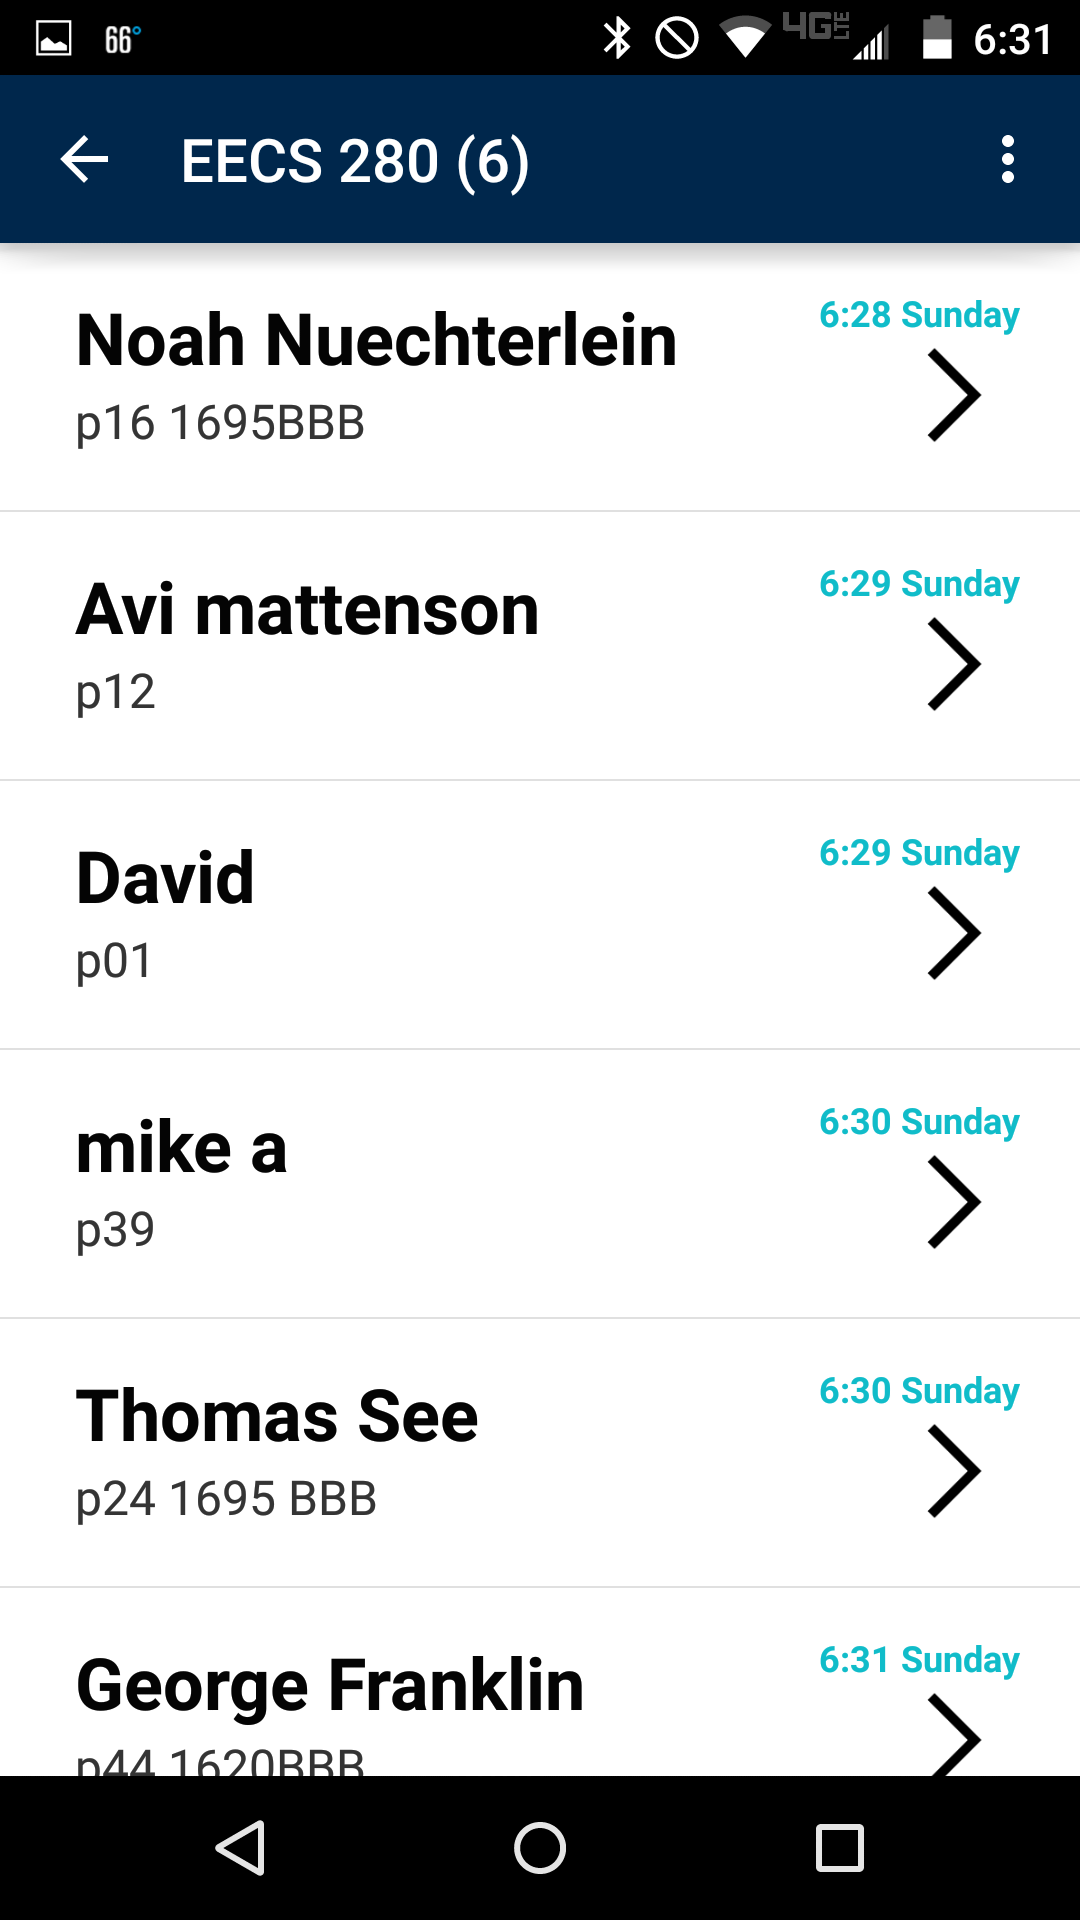 66°
4G LTE
6:31
EECS 280 (6)
Noah Nuechterlein
6:28 Sunday
p16 1695BBB
Avi mattenson
6:29 Sunday
p12
David
6:29 Sunday
p01
mike a
6:30 Sunday
p39
Thomas See
6:30 Sunday
p24 1695 BBB
George Franklin
6:31 Sunday
p44 1620BBB